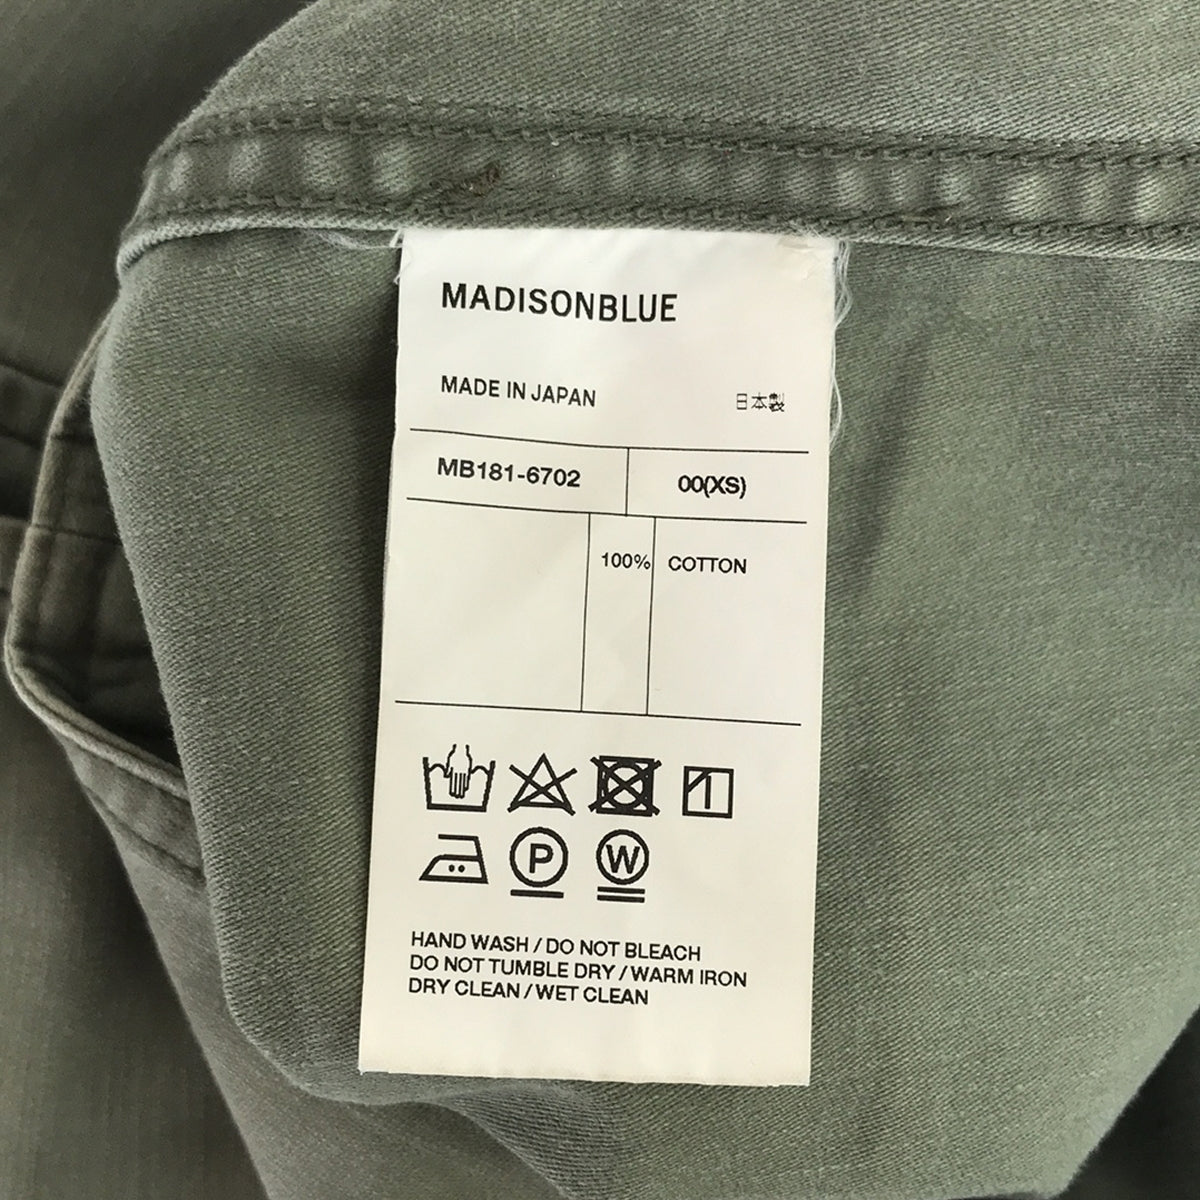 MADISONBLUE
MADE IN JAPAN 日本製
MB181-6702 00(XS)
100% COTTON
P W
HAND WASH / DO NOT BLEACH
DO NOT TUMBLE DRY / WARM IRON
DRY CLEAN / WET CLEAN